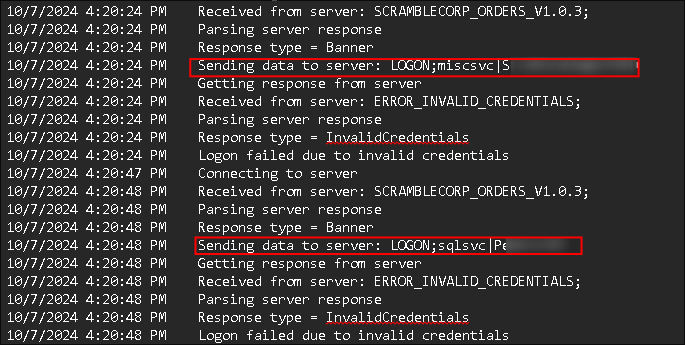 10/7/2024 4:20:24 PM Received from server: SCRAMBLECORP_ORDERS_V1.0.3;
10/7/2024 4:20:24 PM Parsing server response
10/7/2024 4:20:24 PM Response type = Banner
10/7/2024 4:20:24 PM Sending data to server: LOGON;miscsvc|S
10/7/2024 4:20:24 PM Getting response from server
10/7/2024 4:20:24 PM Received from server: ERROR_INVALID_CREDENTIALS;
10/7/2024 4:20:24 PM Parsing server response
10/7/2024 4:20:24 PM Response type = InvalidCredentials
10/7/2024 4:20:24 PM Logon failed due to invalid credentials
10/7/2024 4:20:47 PM Connecting to server
10/7/2024 4:20:48 PM Received from server: SCRAMBLECORP_ORDERS_V1.0.3;
10/7/2024 4:20:48 PM Parsing server response
10/7/2024 4:20:48 PM Response type = Banner
10/7/2024 4:20:48 PM Sending data to server: LOGON;sqlsvc|Pe
10/7/2024 4:20:48 PM Getting response from server
10/7/2024 4:20:48 PM Received from server: ERROR_INVALID_CREDENTIALS;
10/7/2024 4:20:48 PM Parsing server response
10/7/2024 4:20:48 PM Response type = InvalidCredentials
10/7/2024 4:20:48 PM Logon failed due to invalid credentials